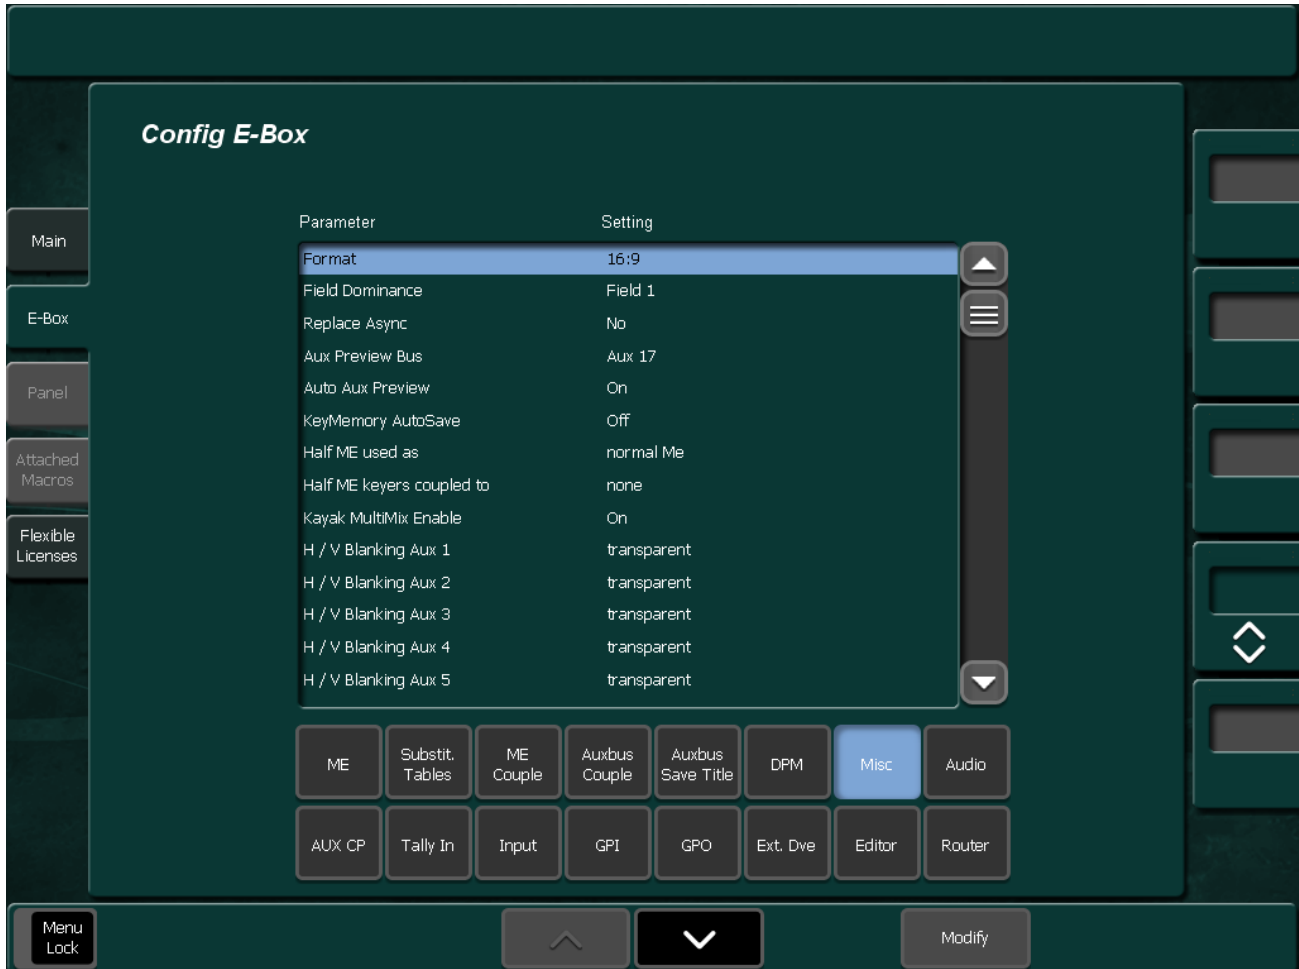 Config E-Box
Parameter Setting
Format 16:9
Field Dominance Field 1
Replace Async No
Aux Preview Bus Aux 17
Auto Aux Preview On
KeyMemory AutoSave Off
Half ME used as normal Me
Half ME keyers coupled to none
Kayak MultiMix Enable On
H / V Blanking Aux 1 transparent
H / V Blanking Aux 2 transparent
H / V Blanking Aux 3 transparent
H / V Blanking Aux 4 transparent
H / V Blanking Aux 5 transparent
Main
E-Box
Panel
Attached
Macros
Flexible
Licenses
ME
Substit.
Tables
ME
Couple
Auxbus
Couple
Auxbus
Save Title
DPM
Misc
Audio
AUX CP
Tally In
Input
GPI
GPO
Ext. Dve
Editor
Router
Menu
Lock
Modify